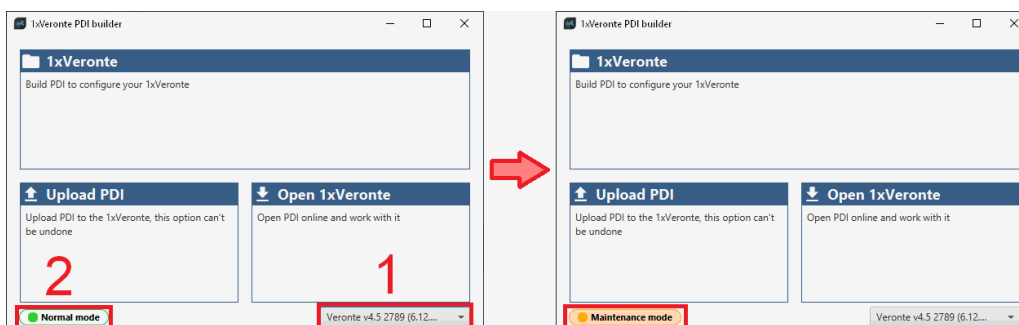 1xVeronte PDI builder
1xVeronte
Build PDI to configure your 1xVeronte
Upload PDI
Upload PDI to the 1xVeronte, this option can't
be undone
Open 1xVeronte
Open PDI online and work with it
2
1
Normal mode
Veronte v4.5 2789 (6.12....
1xVeronte PDI builder
1xVeronte
Build PDI to configure your 1xVeronte
Upload PDI
Upload PDI to the 1xVeronte, this option can't
be undone
Open 1xVeronte
Open PDI online and work with it
Maintenance mode
Veronte v4.5 2789 (6.12....